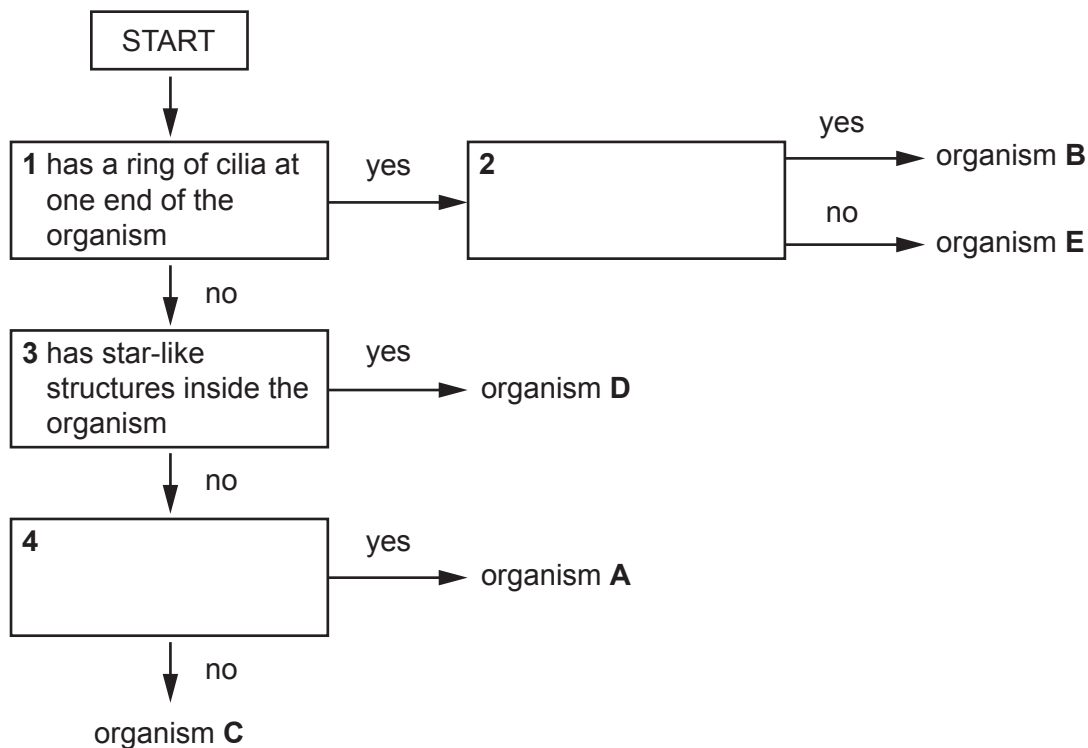 START
yes
1 has a ring of cilia at
one end of the
organism
yes
2
organism B
no
organism E
no
3 has star-like
structures inside the
organism
yes
organism D
no
4
yes
organism A
no
organism C